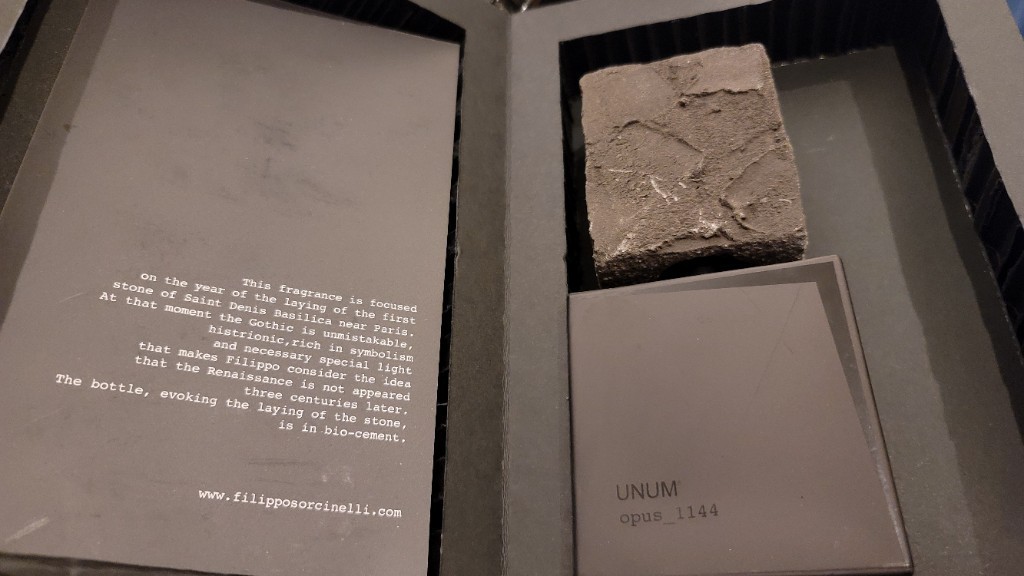 This fragrance is focused
on the year of the laying of the first
stone of Saint Denis Basilica near Paris.
At that moment the Gothic is unmistakable,
histrionic,rich in symbolism
and necessary special light
that makes Filippo consider the idea
that the Renaissance is not appeared
three centuries later.
The bottle, evoking the laying of the stone,
is in bio-cement.
www.filipposorcinelli.com
UNUM
opus_1144